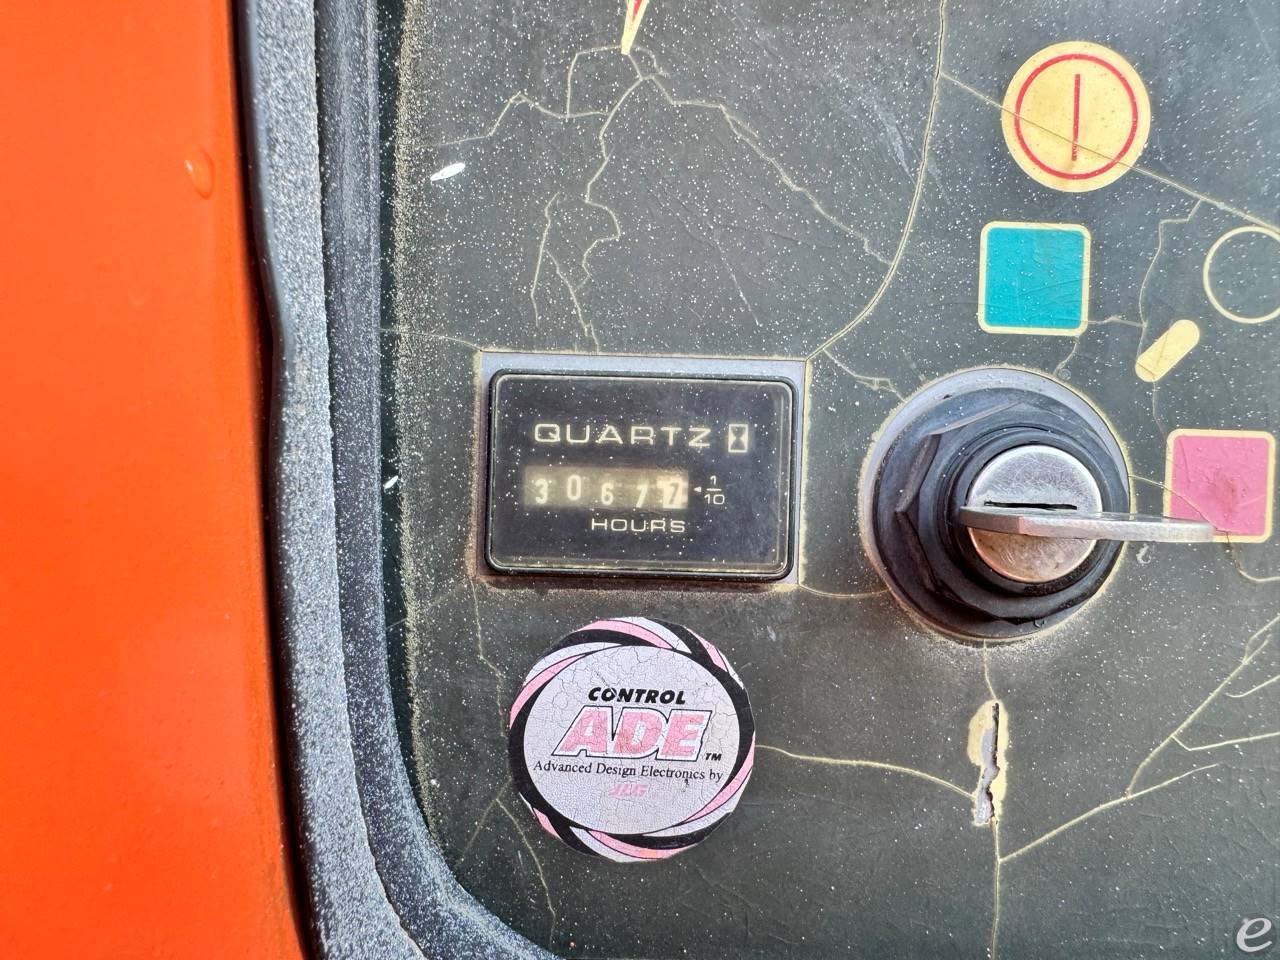 QUARTZ
30677 1/10
HOURS
CONTROL
ADE™
Advanced Design Electronics by
JLG
e